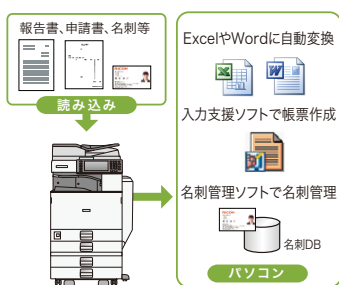 報告書、申請書、名刺等
読み込み
ExcelやWordに自動変換
入力支援ソフトで帳票作成
名刺管理ソフトで名刺管理
名刺DB
パソコン